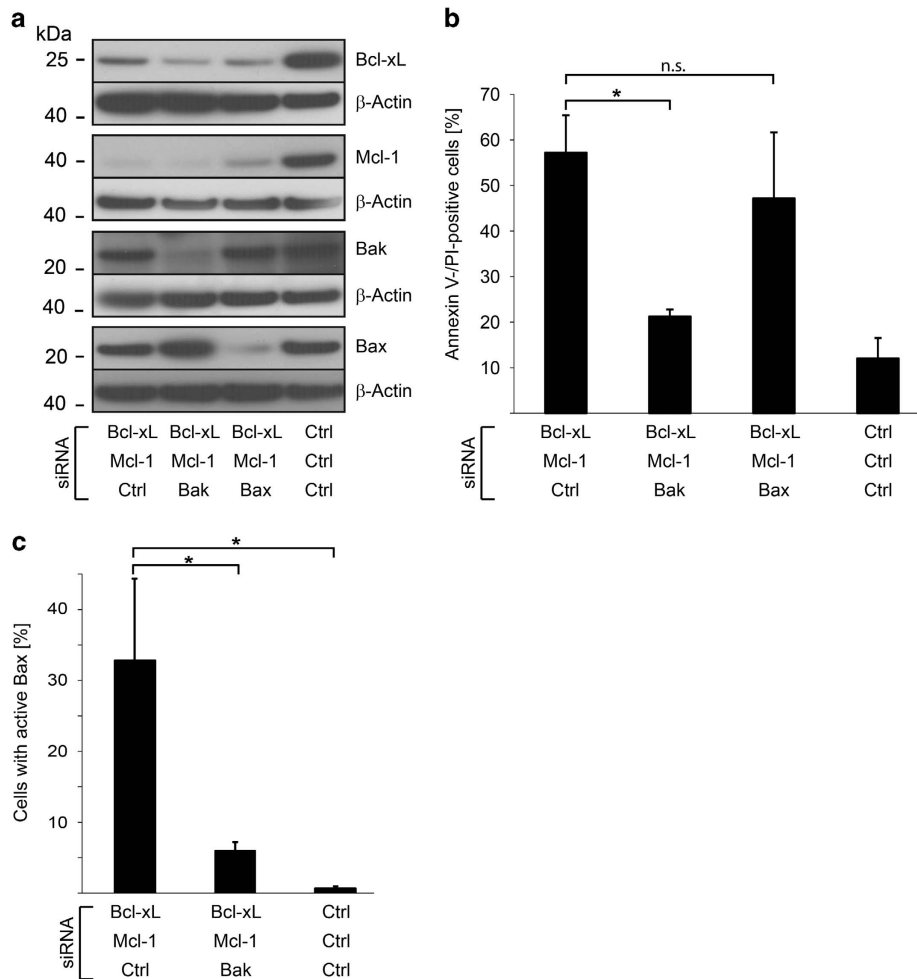 a
kDa
25
Bcl-xL
40
β-Actin
40
Mcl-1
40
β-Actin
20
Bak
40
β-Actin
20
Bax
40
β-Actin
siRNA
Bcl-xL Bcl-xL Bcl-xL Ctrl
Mcl-1 Mcl-1 Mcl-1 Ctrl
Ctrl Bak Bax Ctrl
b
n.s.
*
Annexin V-/PI-positive cells [%]
70
60
50
40
30
20
10
siRNA
Bcl-xL Bcl-xL Bcl-xL Ctrl
Mcl-1 Mcl-1 Mcl-1 Ctrl
Ctrl Bak Bax Ctrl
c
*
*
Cells with active Bax [%]
40
30
20
10
siRNA
Bcl-xL Bcl-xL Ctrl
Mcl-1 Mcl-1 Ctrl
Ctrl Bak Ctrl